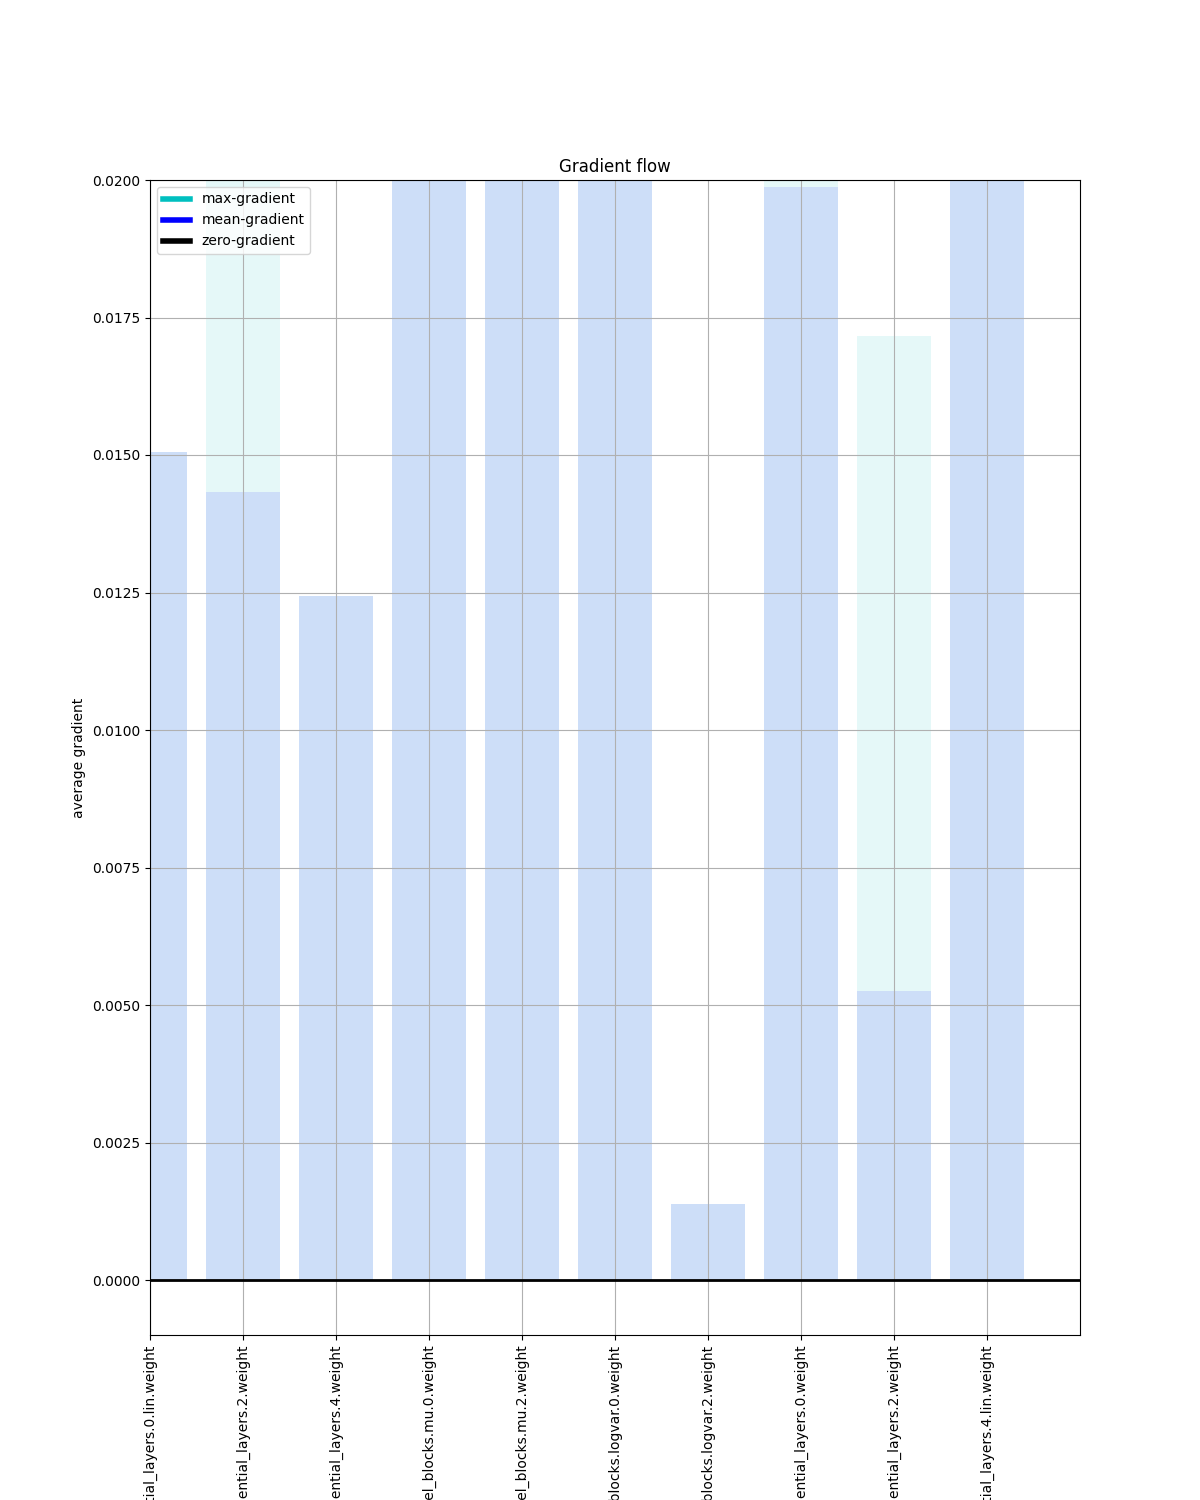 Gradient flow
max-gradient
mean-gradient
zero-gradient
0.0200
0.0175
0.0150
0.0125
0.0100
0.0075
0.0050
0.0025
0.0000
average gradient
tial_layers.0.lin.weight
ential_layers.2.weight
ential_layers.4.weight
el_blocks.mu.0.weight
el_blocks.mu.2.weight
blocks.logvar.0.weight
blocks.logvar.2.weight
ential_layers.0.weight
ential_layers.2.weight
tial_layers.4.lin.weight